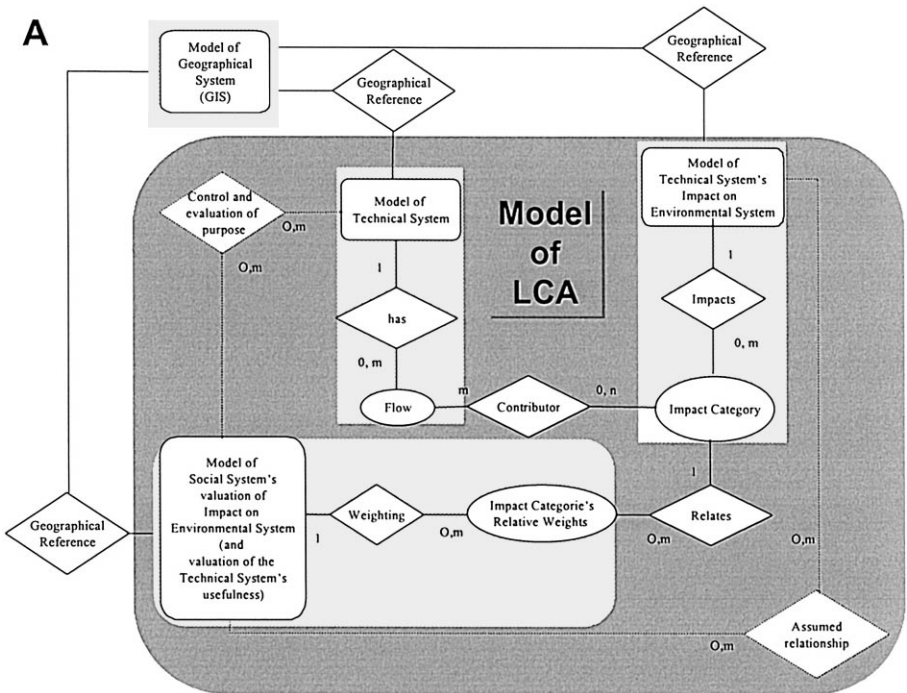 A
Model of
Geographical
System
(GIS)
Geographical
Reference
Geographical
Reference
Control and
evaluation of
purpose
O,m
O,m
Model of
Technical System
Model
of
LCA
Model of
Technical System's
Impact on
Environmental System
1
has
0, m
1
Impacts
0, m
Flow
m
Contributor
0, n
Impact Category
Model of
Social System's
valuation of
Impact on
Environmental System
(and
valuation of the
Technical System's
usefulness)
Geographical
Reference
1
Weighting
O,m
Impact Categorie's
Relative Weights
1
Relates
O,m
O,m
Assumed
relationship
O,m